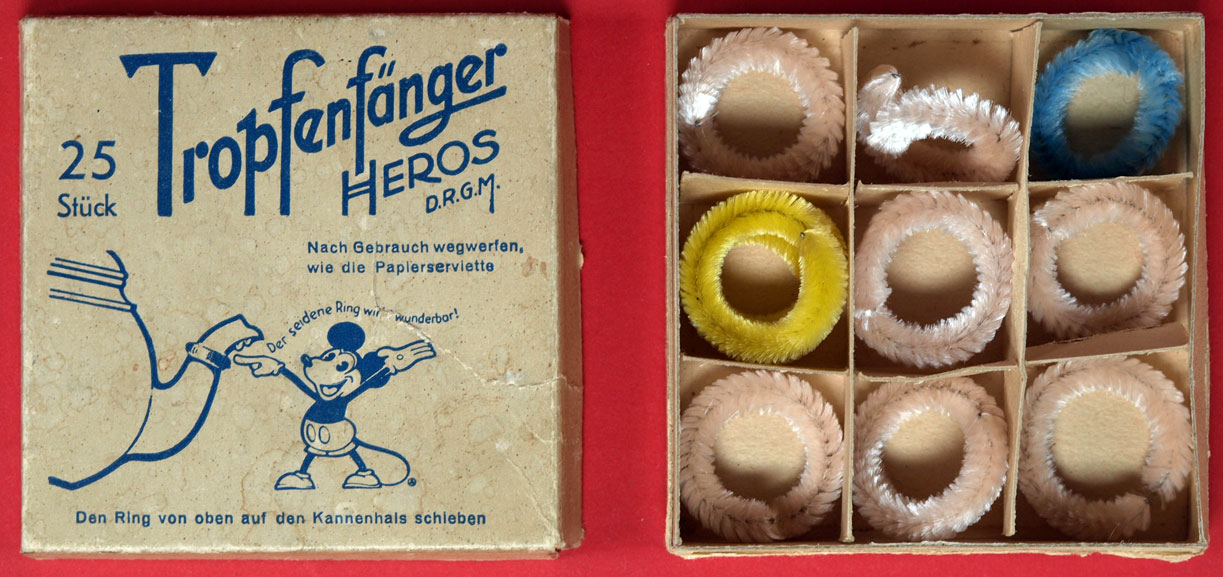 Tropfenfänger
HEROS
D.R.G.M.
25
Stück
Nach Gebrauch wegwerfen,
wie die Papierserviette
Der seidene Ring wunderbar!
Den Ring von oben auf den Kannenhals schieben